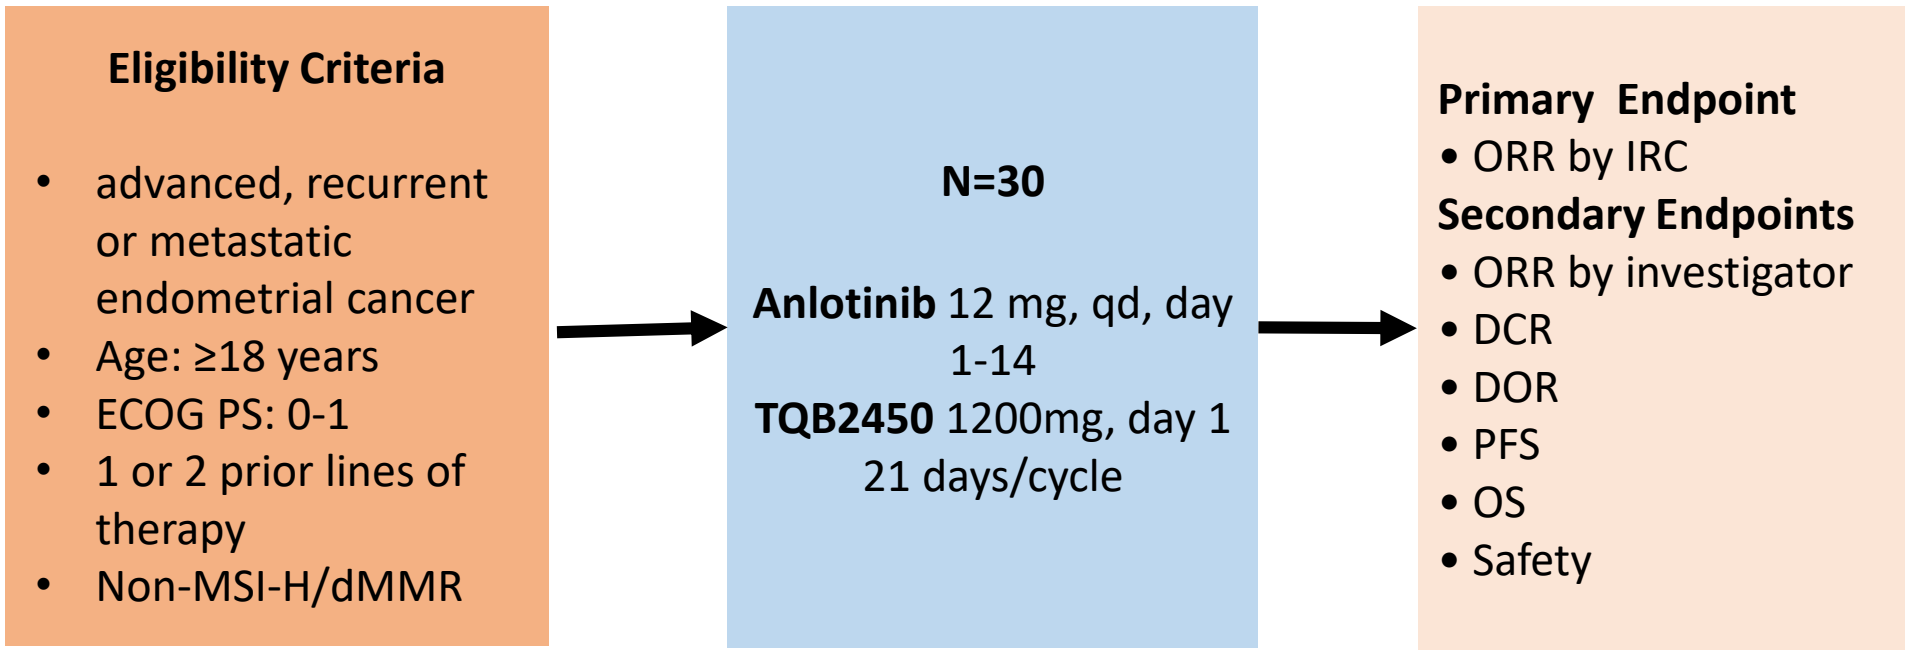 Eligibility Criteria
• advanced, recurrent
or metastatic
endometrial cancer
• Age: ≥18 years
• ECOG PS: 0-1
• 1 or 2 prior lines of
therapy
• Non-MSI-H/dMMR
N=30
Anlotinib 12 mg, qd, day
1-14
TQB2450 1200mg, day 1
21 days/cycle
Primary Endpoint
• ORR by IRC
Secondary Endpoints
• ORR by investigator
• DCR
• DOR
• PFS
• OS
• Safety